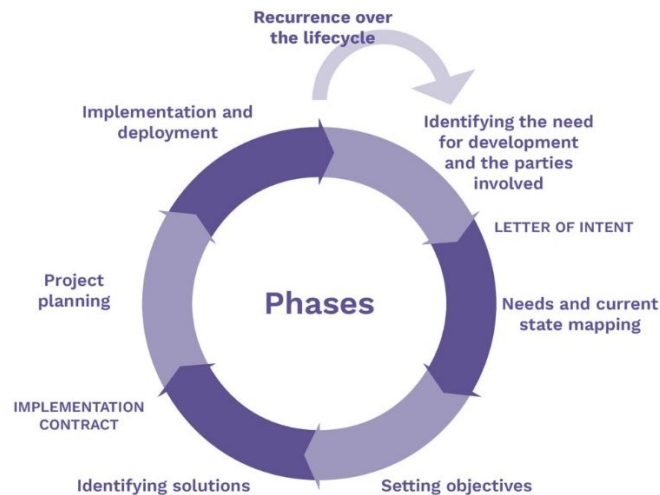 Recurrence over
the lifecycle
Identifying the need
for development
and the parties
involved
LETTER OF INTENT
Needs and current
state mapping
Setting objectives
Identifying solutions
IMPLEMENTATION
CONTRACT
Project
planning
Implementation and
deployment
Phases